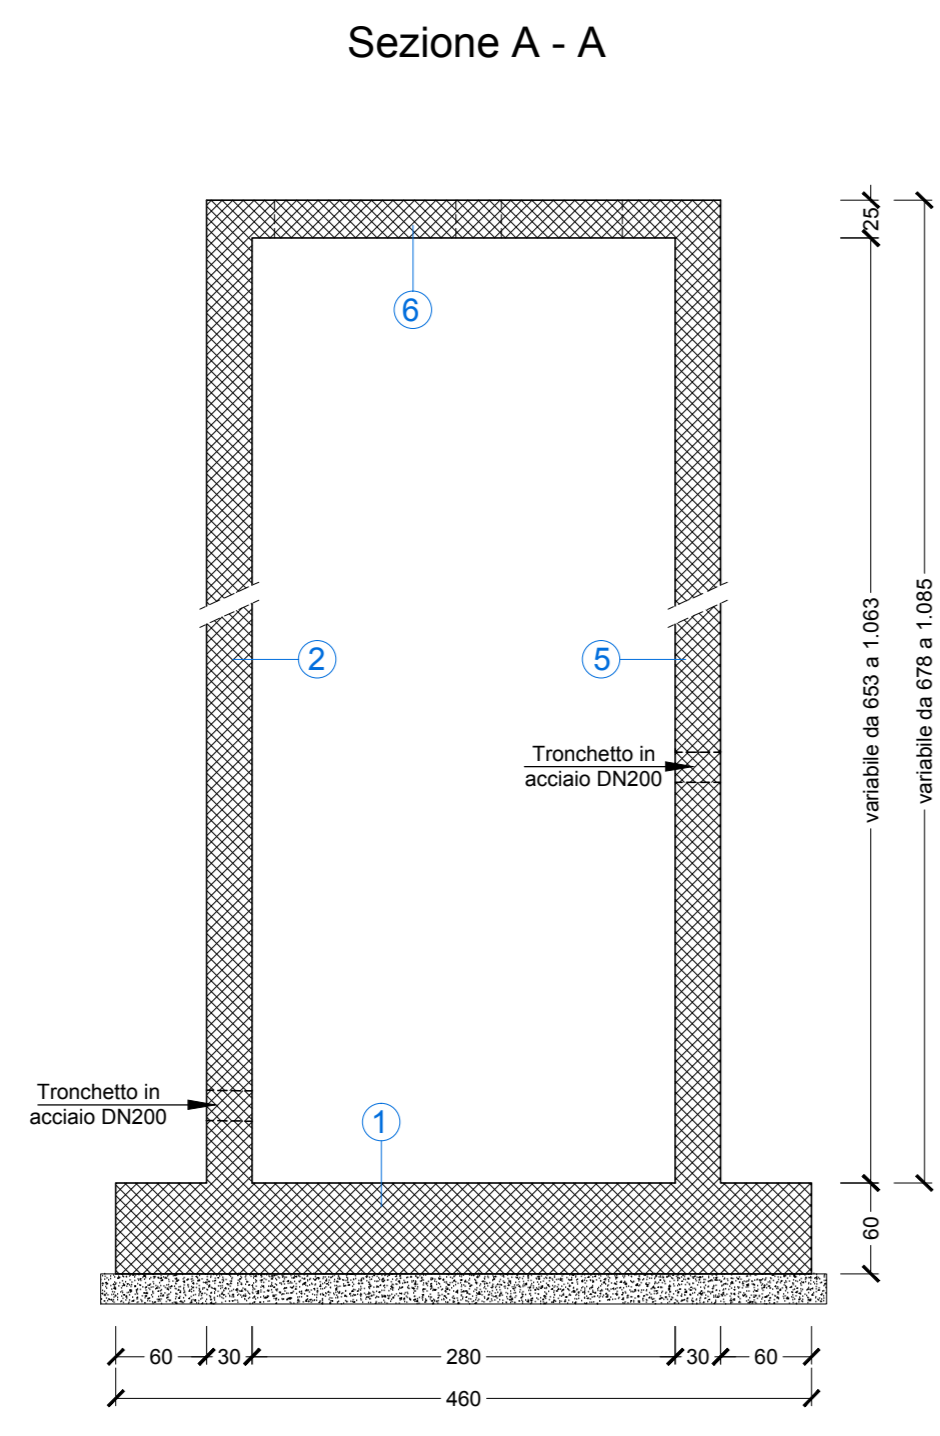 Sezione A - A
25
6
variabile da 653 a 1.063
variabile da 678 a 1.085
2
5
Tronchetto in
acciaio DN200
Tronchetto in
acciaio DN200
1
60
60
30
280
30
60
460